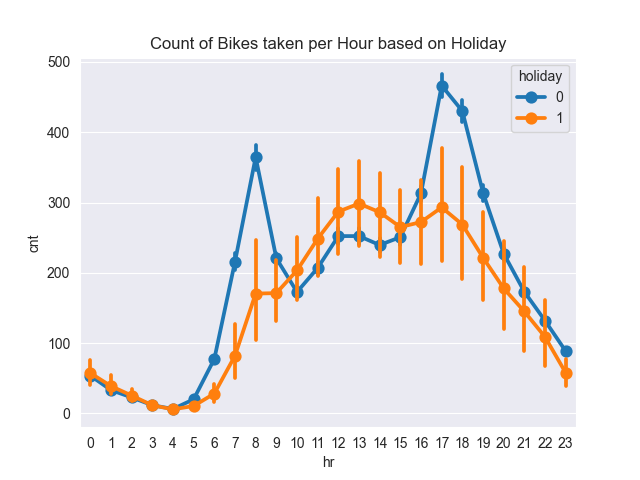 Count of Bikes taken per Hour based on Holiday
holiday
0
1
cnt
500
400
300
200
100
0
0 1 2 3 4 5 6 7 8 9 10 11 12 13 14 15 16 17 18 19 20 21 22 23
hr